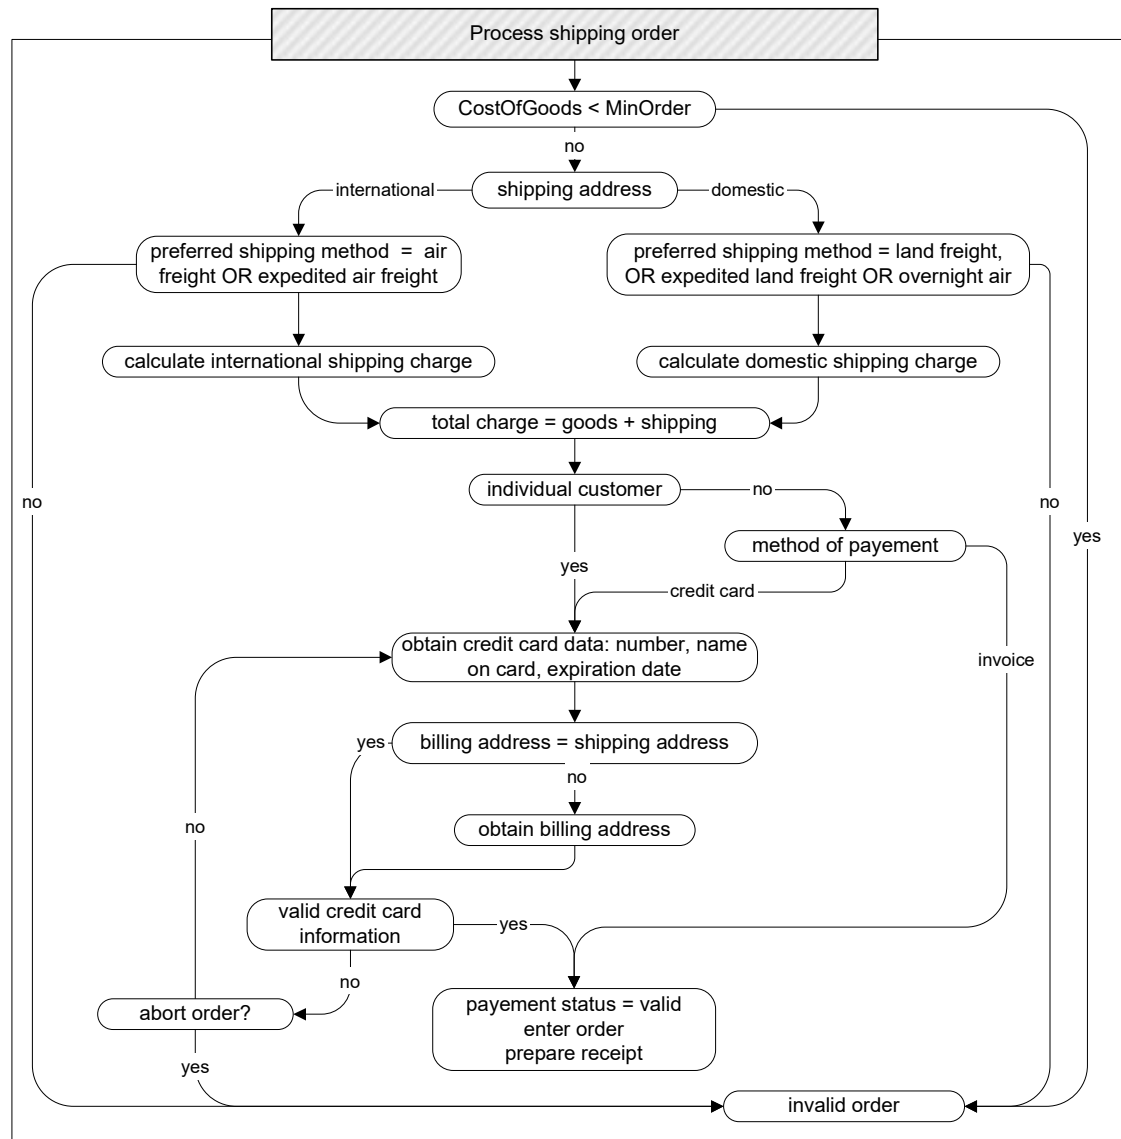 Process shipping order
CostOfGoods < MinOrder
no
international
shipping address
domestic
preferred shipping method = air
freight OR expedited air freight
preferred shipping method = land freight,
OR expedited land freight OR overnight air
calculate international shipping charge
calculate domestic shipping charge
total charge = goods + shipping
individual customer
no
no
no
yes
method of payement
yes
credit card
obtain credit card data: number, name
on card, expiration date
invoice
yes
billing address = shipping address
no
no
obtain billing address
valid credit card
information
yes
no
abort order?
payement status = valid
enter order
prepare receipt
yes
invalid order